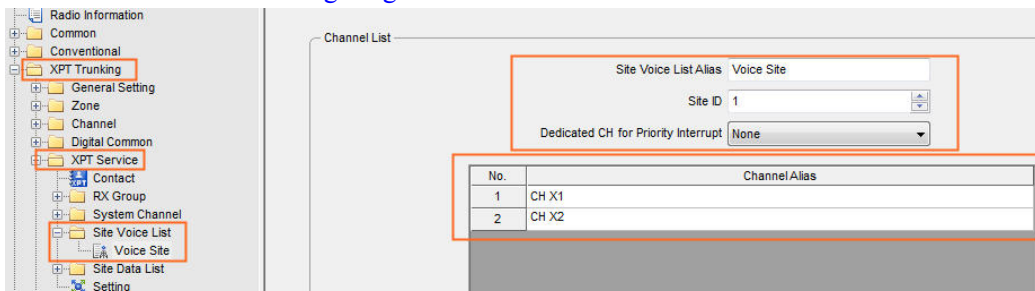 Radio Information
Common
Conventional
XPT Trunking
General Setting
Zone
Channel
Digital Common
XPT Service
Contact
RX Group
System Channel
Site Voice List
Voice Site
Site Data List
Setting
Channel List
Site Voice List Alias Voice Site
Site ID 1
Dedicated CH for Priority Interrupt None
No. Channel Alias
1 CH X1
2 CH X2